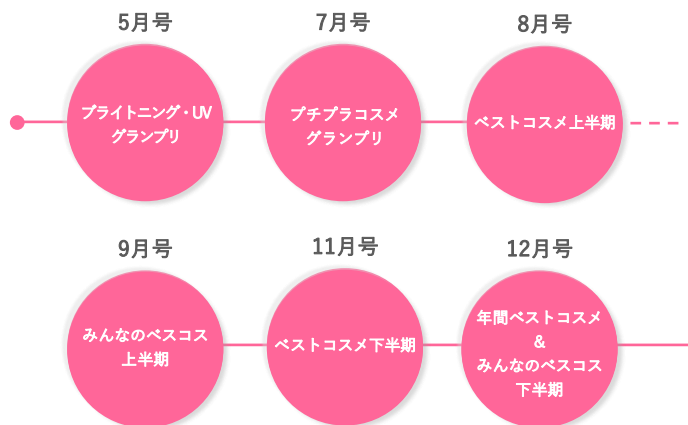 5月号
ブライトニング・UV
グランプリ
7月号
プチプラコスメ
グランプリ
8月号
ベストコスメ上半期
9月号
みんなのベスコス
上半期
11月号
ベストコスメ下半期
12月号
年間ベストコスメ
&
みんなのベスコス
下半期